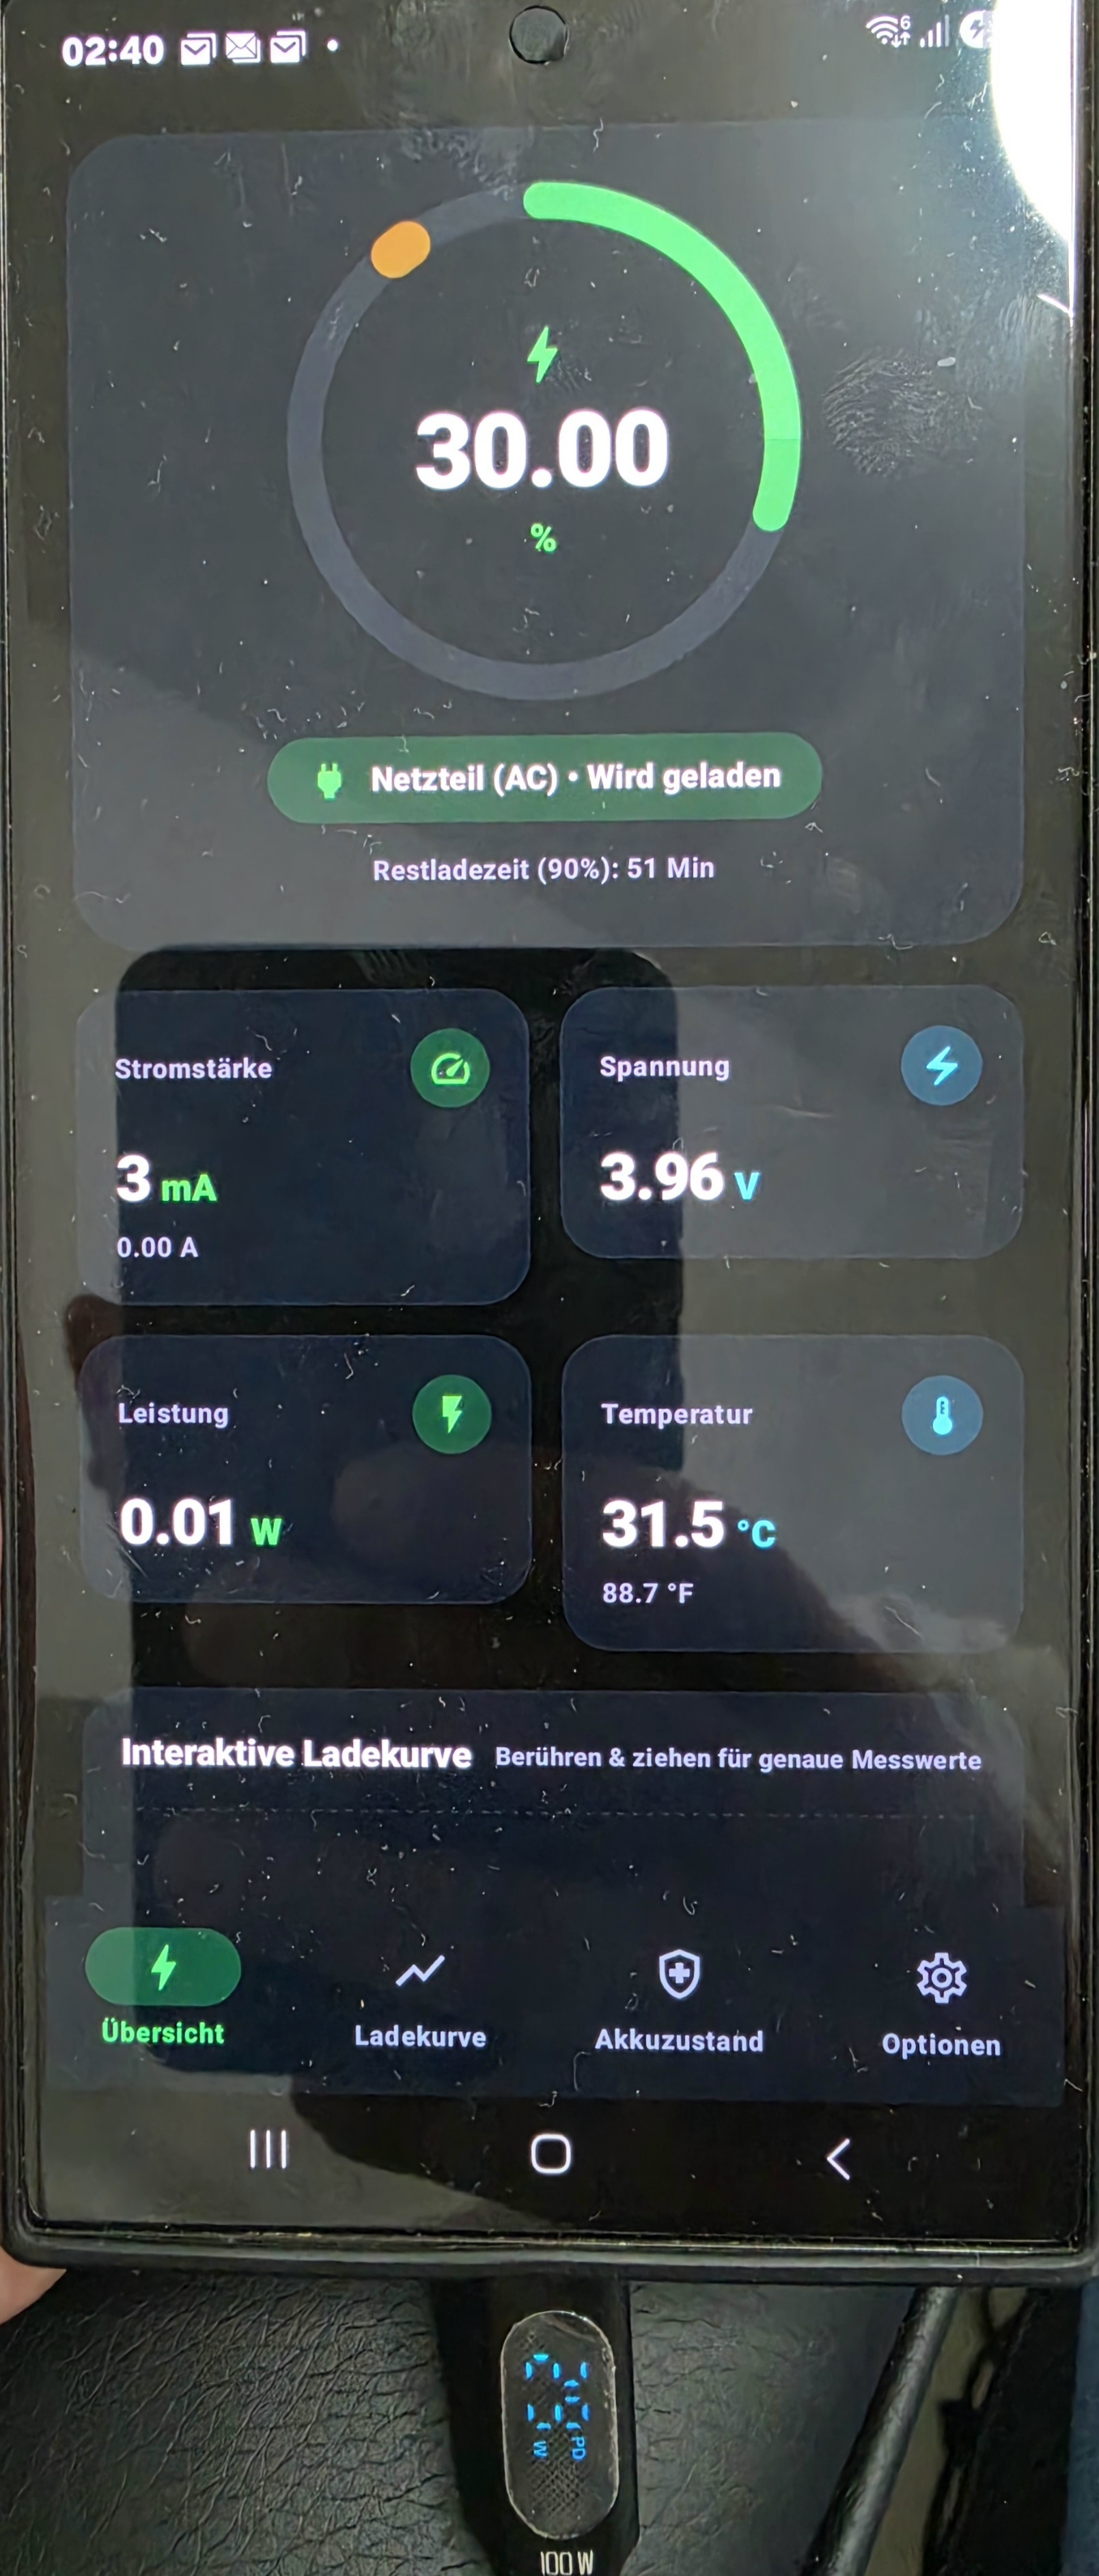 02:40
6
30.00
%
Netzteil (AC) • Wird geladen
Restladezeit (90%): 51 Min
Stromstärke
3 mA
0.00 A
Spannung
3.96 V
Leistung
0.01 W
Temperatur
31.5 °C
88.7 °F
Interaktive Ladekurve Berühren & ziehen für genaue Messwerte
Übersicht
Ladekurve
Akkuzustand
Optionen
PD
W
100 W